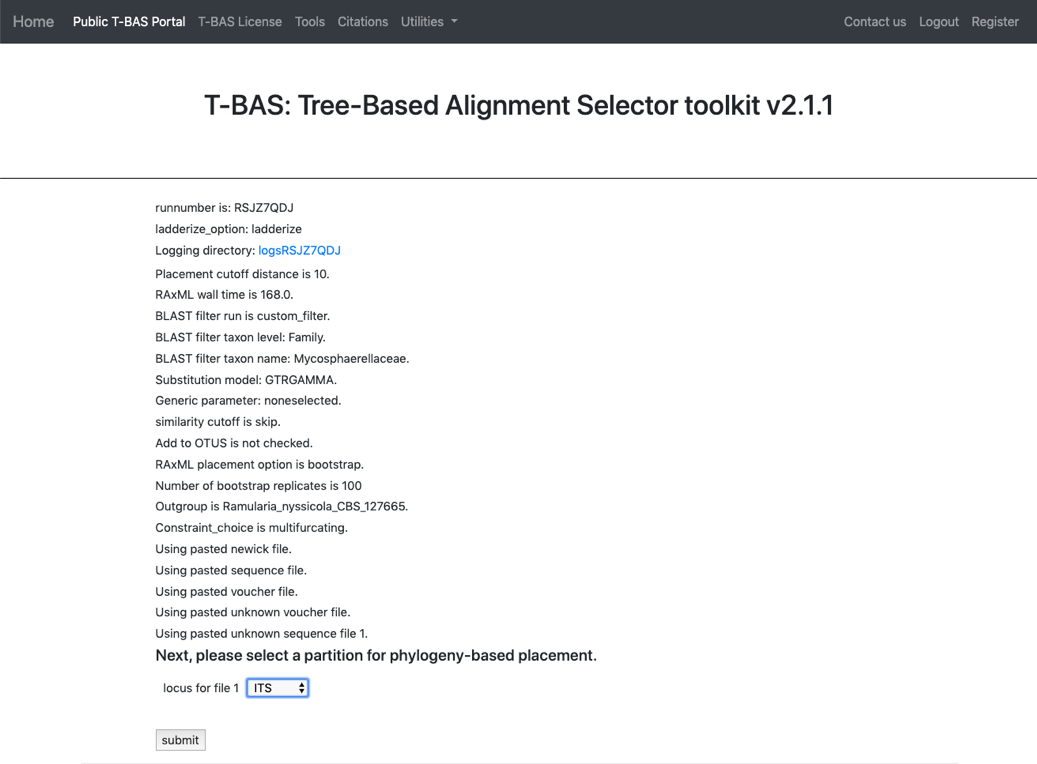 Home Public T-BAS Portal T-BAS License Tools Citations Utilities Contact us Logout Register
T-BAS: Tree-Based Alignment Selector toolkit v2.1.1
runnumber is: RSJZ7QDJ
ladderize_option: ladderize
Logging directory: logsRSJZ7QDJ
Placement cutoff distance is 10.
RAxML wall time is 168.0.
BLAST filter run is custom_filter.
BLAST filter taxon level: Family.
BLAST filter taxon name: Mycosphaerellaceae.
Substitution model: GTRGAMMA.
Generic parameter: noneselected.
similarity cutoff is skip.
Add to OTUS is not checked.
RAxML placement option is bootstrap.
Number of bootstrap replicates is 100
Outgroup is Ramularia_nyssicola_CBS_127665.
Constraint_choice is multifurcating.
Using pasted newick file.
Using pasted sequence file.
Using pasted voucher file.
Using pasted unknown voucher file.
Using pasted unknown sequence file 1.
Next, please select a partition for phylogeny-based placement.
locus for file 1 ITS
submit